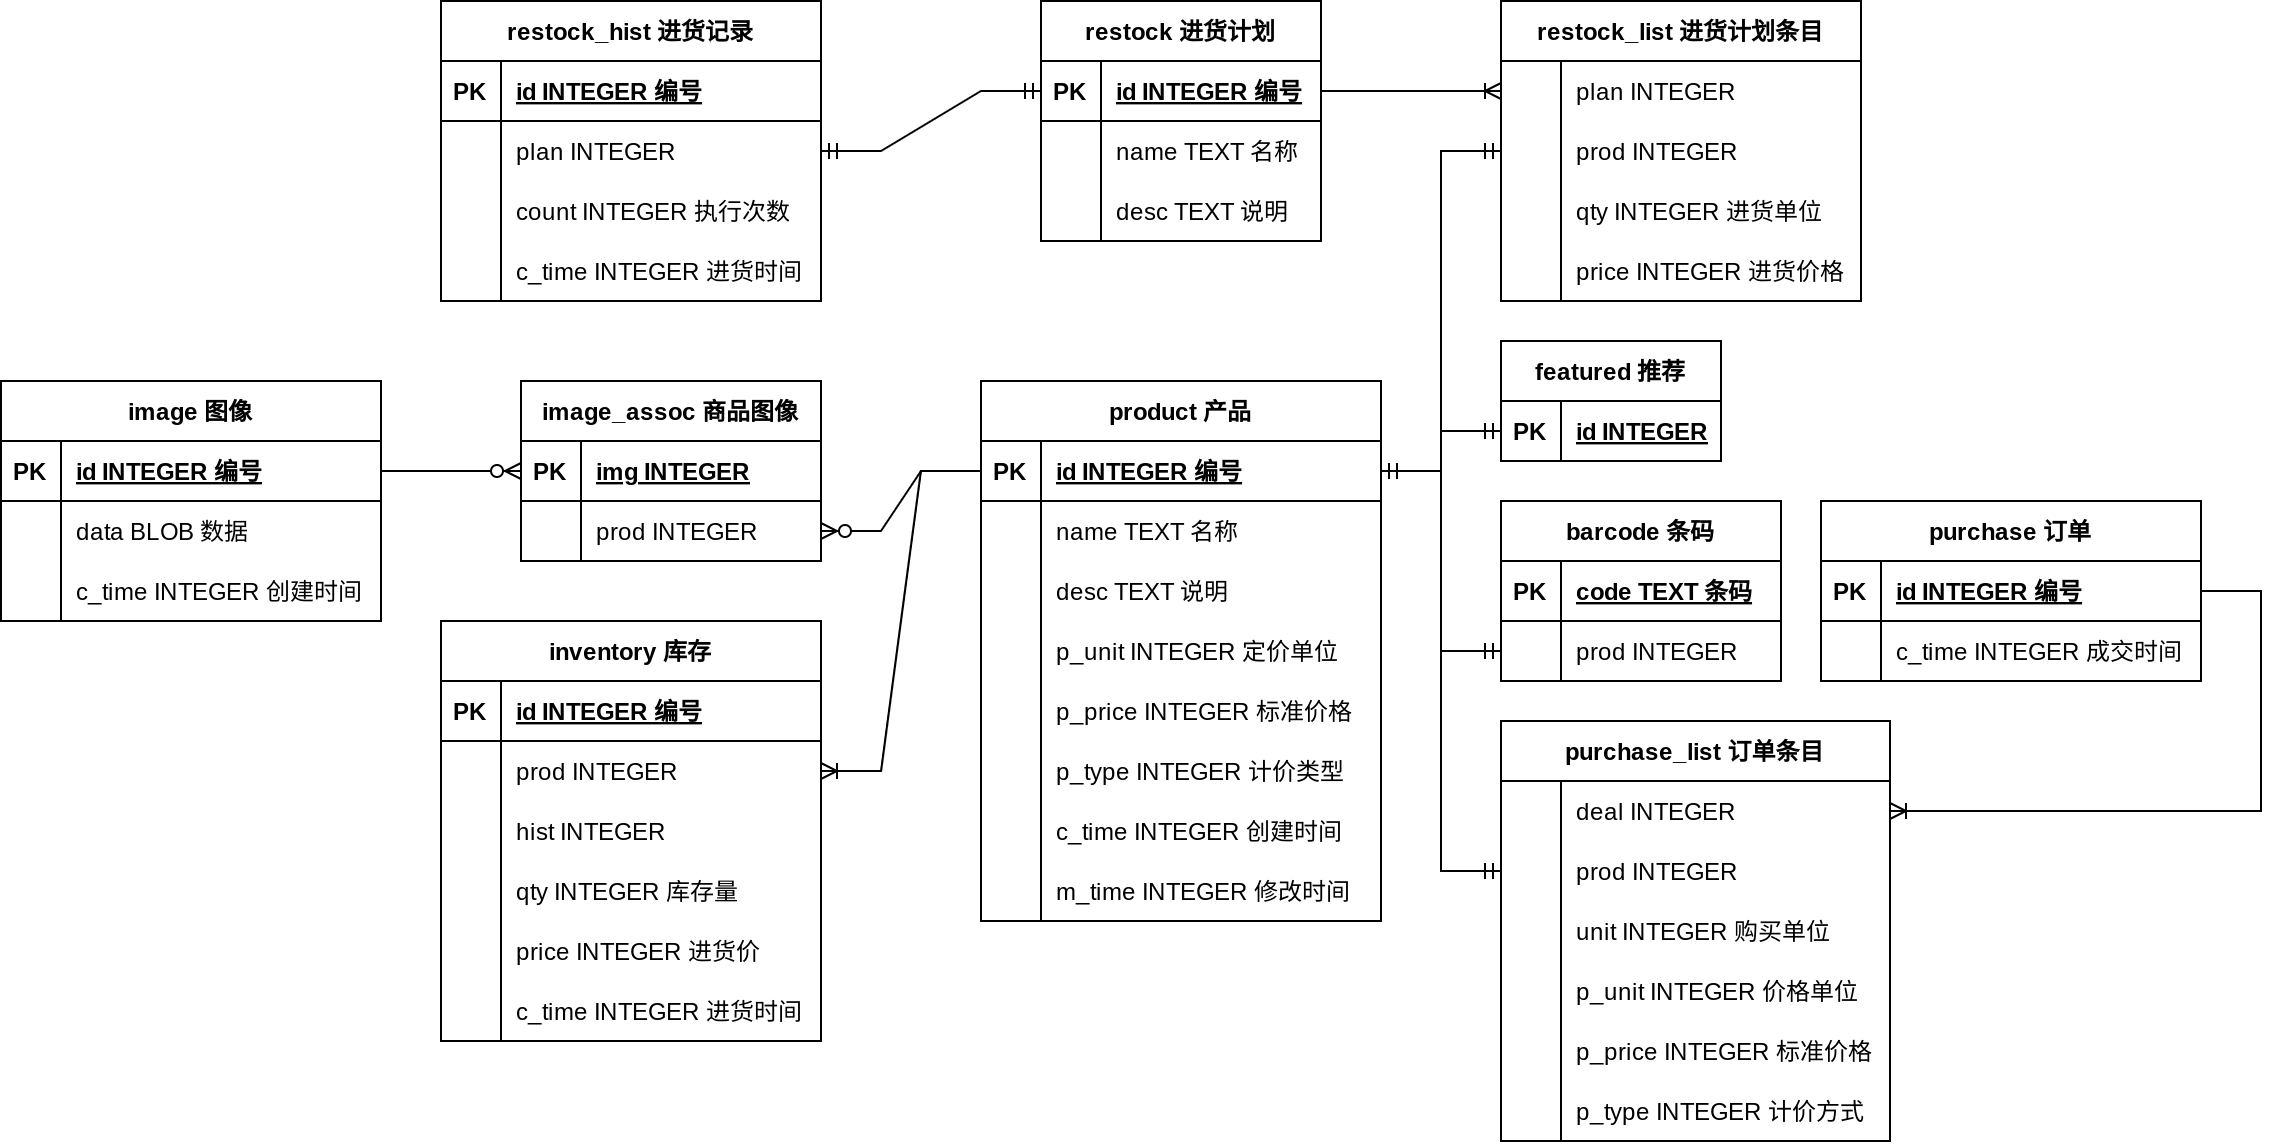 restock_hist 进货记录
PK id INTEGER 编号
plan INTEGER
count INTEGER 执行次数
c_time INTEGER 进货时间
restock 进货计划
PK id INTEGER 编号
name TEXT 名称
desc TEXT 说明
restock_list 进货计划条目
plan INTEGER
prod INTEGER
qty INTEGER 进货单位
price INTEGER 进货价格
image 图像
PK id INTEGER 编号
data BLOB 数据
c_time INTEGER 创建时间
image_assoc 商品图像
PK img INTEGER
prod INTEGER
inventory 库存
PK id INTEGER 编号
prod INTEGER
hist INTEGER
qty INTEGER 库存量
price INTEGER 进货价
c_time INTEGER 进货时间
product 产品
PK id INTEGER 编号
name TEXT 名称
desc TEXT 说明
p_unit INTEGER 定价单位
p_price INTEGER 标准价格
p_type INTEGER 计价类型
c_time INTEGER 创建时间
m_time INTEGER 修改时间
featured 推荐
PK id INTEGER
barcode 条码
PK code TEXT 条码
prod INTEGER
purchase 订单
PK id INTEGER 编号
c_time INTEGER 成交时间
purchase_list 订单条目
deal INTEGER
prod INTEGER
unit INTEGER 购买单位
p_unit INTEGER 价格单位
p_price INTEGER 标准价格
p_type INTEGER 计价方式